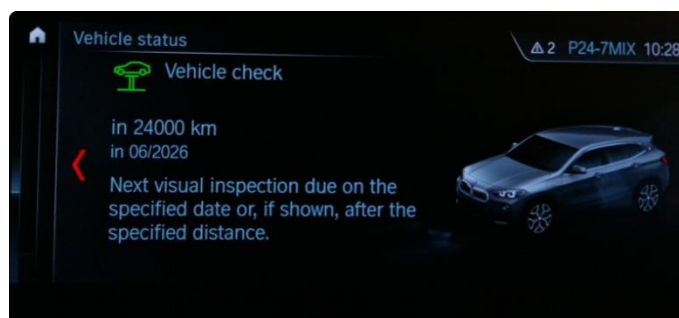 Vehicle status
2 P24-7MIX 10:28
Vehicle check
in 24000 km
in 06/2026
Next visual inspection due on the
specified date or, if shown, after the
specified distance.